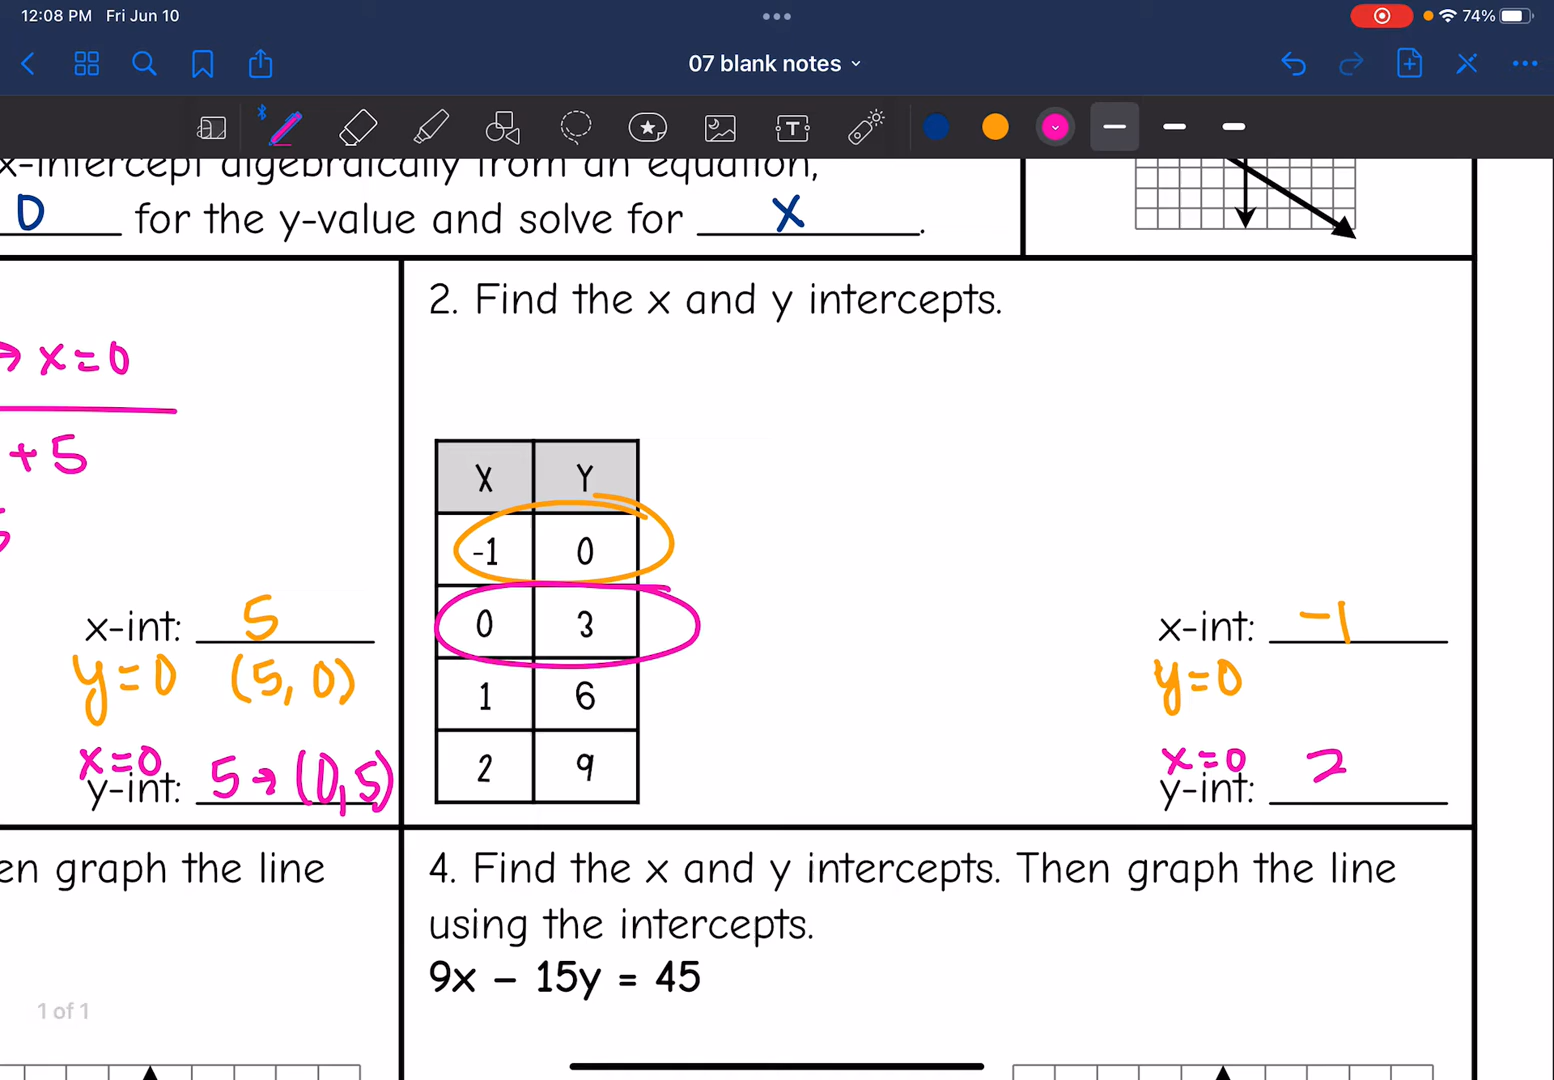 12:08 PM Fri Jun 10
74%
07 blank notes
x-intercept algebraically from an equation,
0 for the y-value and solve for X.
2. Find the x and y intercepts.
→ x=0
+5
X Y
-1 0
0 3
1 6
2 9
x-int: 5
y=0 (5, 0)
x=0
y-int: 5 → (0,5)
x-int: -1
y=0
x=0
y-int: 2
en graph the line
4. Find the x and y intercepts. Then graph the line
using the intercepts.
9x - 15y = 45
1 of 1